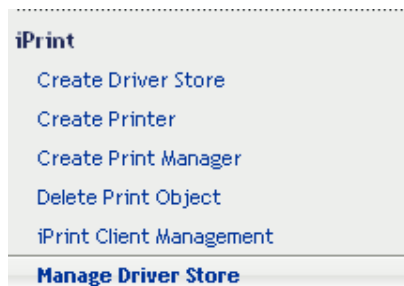 iPrint
Create Driver Store
Create Printer
Create Print Manager
Delete Print Object
iPrint Client Management
Manage Driver Store